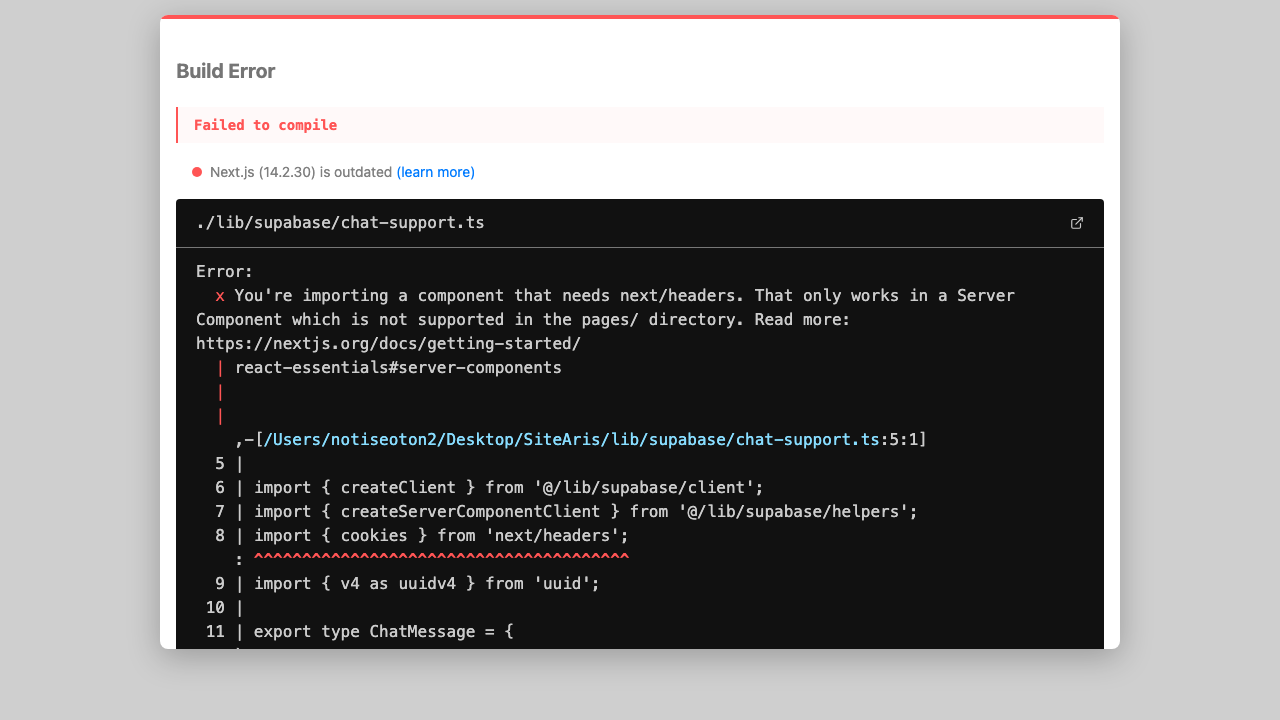 Build Error
Failed to compile
Next.js (14.2.30) is outdated (learn more)
./lib/supabase/chat-support.ts
Error:
  x You're importing a component that needs next/headers. That only works in a Server
Component which is not supported in the pages/ directory. Read more:
https://nextjs.org/docs/getting-started/
  | react-essentials#server-components
  |
  |
    ,-[/Users/notiseoton2/Desktop/SiteAris/lib/supabase/chat-support.ts:5:1]
  5 |
  6 | import { createClient } from '@/lib/supabase/client';
  7 | import { createServerComponentClient } from '@/lib/supabase/helpers';
  8 | import { cookies } from 'next/headers';
    : ^^^^^^^^^^^^^^^^^^^^^^^^^^^^^^^^^^^^^^^
  9 | import { v4 as uuidv4 } from 'uuid';
 10 |
 11 | export type ChatMessage = {